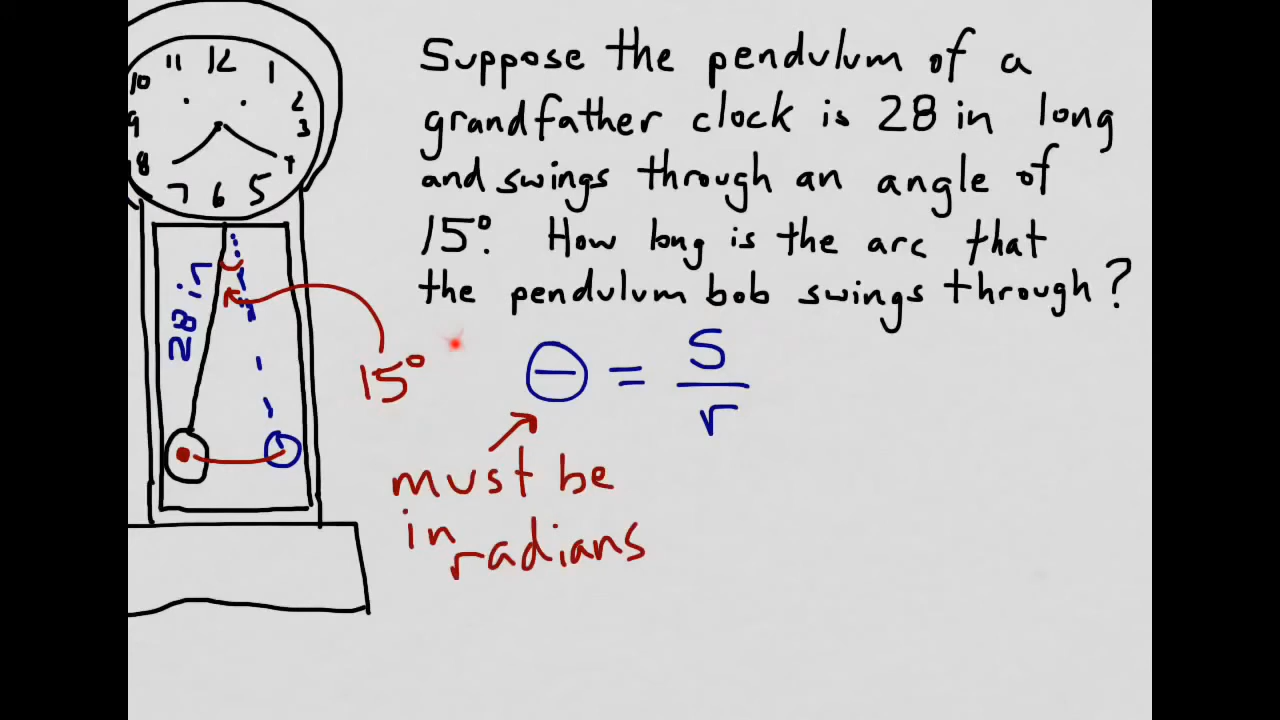 Suppose the pendulum of a
grandfather clock is 28 in long
and swings through an angle of
15°. How long is the arc that
the pendulum bob swings through?
11 12 1
10 2
9 3
8 4
7 6 5
28 in
15°
Θ = S
r
must be
in
radians